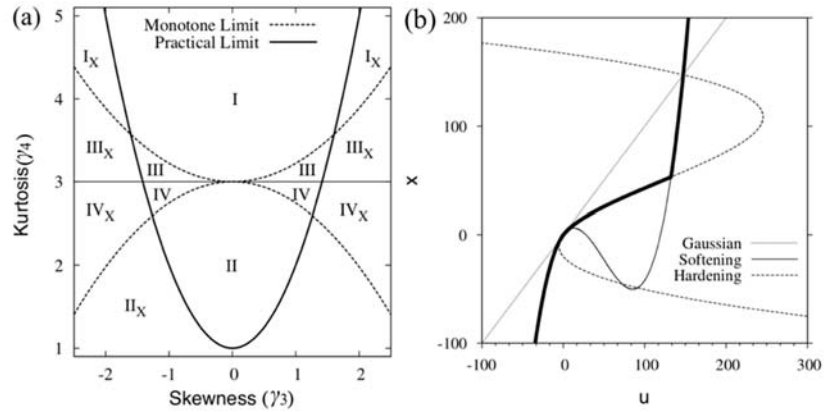 (a)
Monotone Limit
Practical Limit
I_X
I
I_X
III_X
III
III
III_X
IV_X
IV
IV
IV_X
II
II_X
5
4
3
2
1
Kurtosis(γ4)
-2 -1 0 1 2
Skewness (γ3)
(b)
200
100
0
-100
x
Gaussian
Softening
Hardening
-100 0 100 200 300
u